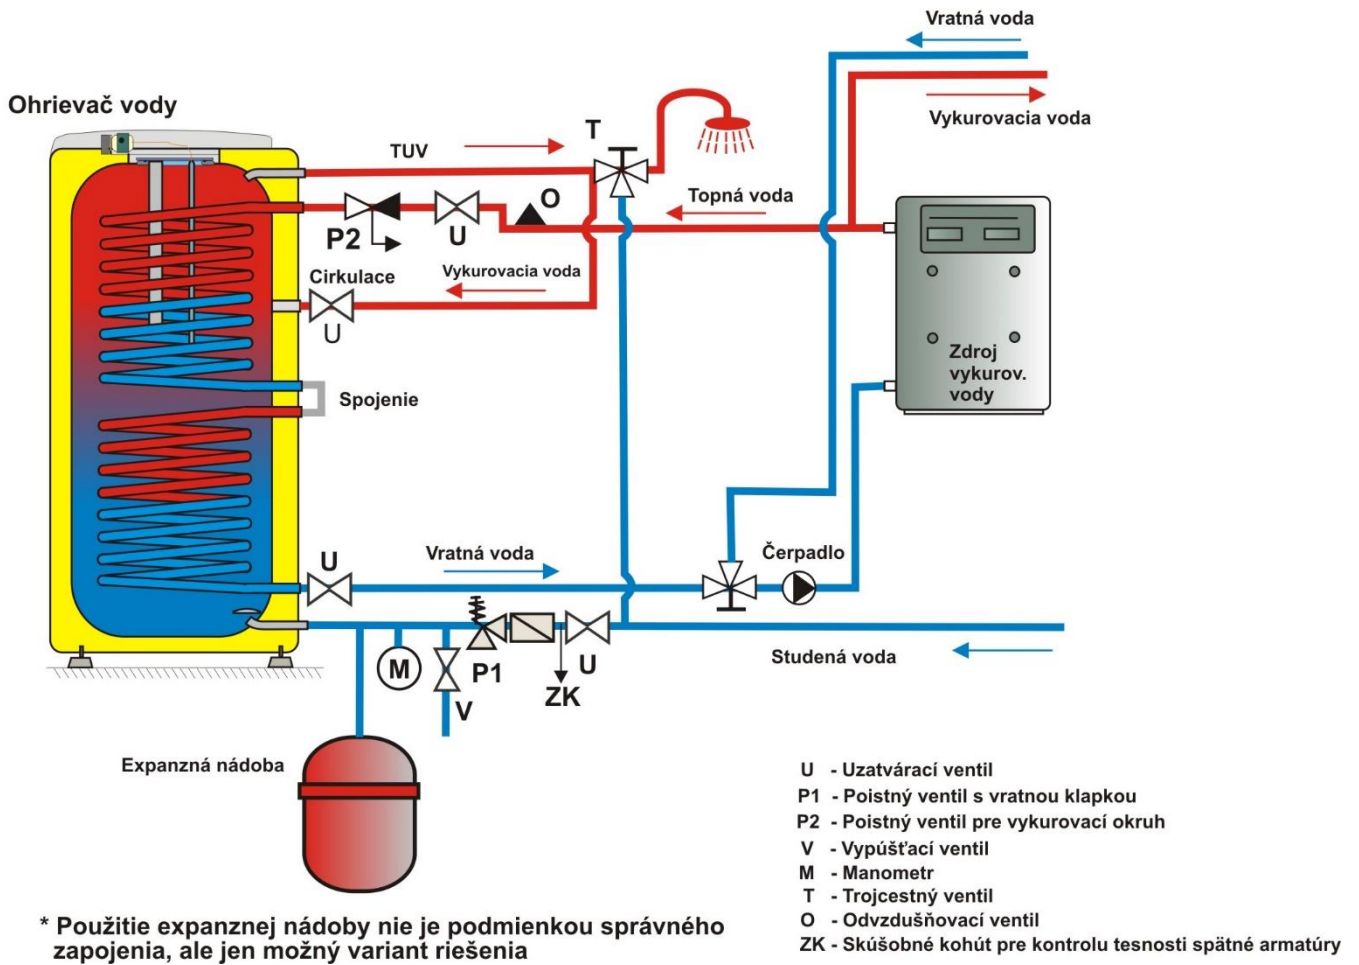 Vratná voda
Vykurovacia voda
Ohrievač vody
TUV
T
Topná voda
O
P2
U
Cirkulace
Vykurovacia voda
U
Zdroj
vykurov.
vody
Spojenie
U
Vratná voda
Čerpadlo
M
P1
U
Studená voda
ZK
V
Expanzná nádoba
U - Uzatvárací ventil
P1 - Poistný ventil s vratnou klapkou
P2 - Poistný ventil pre vykurovací okruh
V - Vypúšťací ventil
M - Manometr
T - Trojcestný ventil
O - Odvzdušňovací ventil
ZK - Skúšobné kohút pre kontrolu tesnosti spätné armatúry
* Použitie expanznej nádoby nie je podmienkou správného
zapojenia, ale jen možný variant riešenia